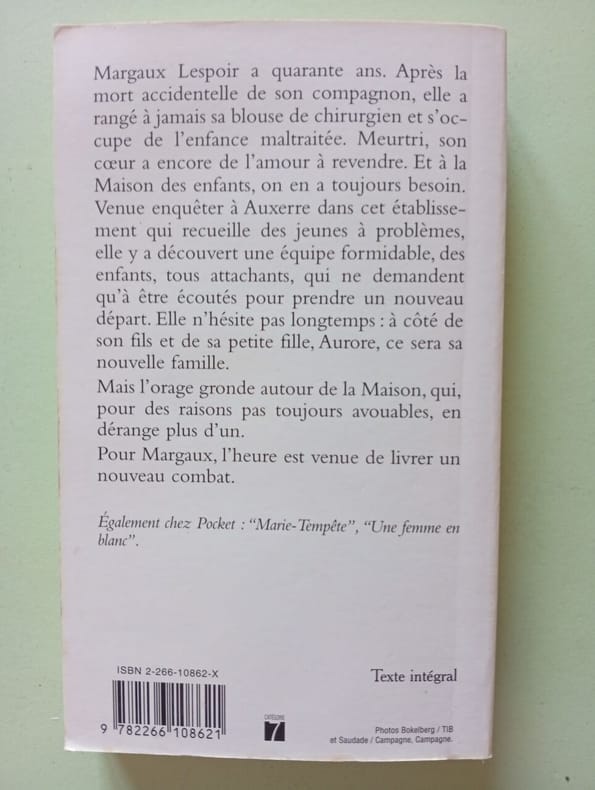 Margaux Lespoir a quarante ans. Après la
mort accidentelle de son compagnon, elle a
rangé à jamais sa blouse de chirurgien et s'oc-
cupe de l'enfance maltraitée. Meurtri, son
cœur a encore de l'amour à revendre. Et à la
Maison des enfants, on en a toujours besoin.
Venue enquêter à Auxerre dans cet établisse-
ment qui recueille des jeunes à problèmes,
elle y a découvert une équipe formidable, des
enfants, tous attachants, qui ne demandent
qu'à être écoutés pour prendre un nouveau
départ. Elle n'hésite pas longtemps : à côté de
son fils et de sa petite fille, Aurore, ce sera sa
nouvelle famille.
Mais l'orage gronde autour de la Maison, qui,
pour des raisons pas toujours avouables, en
dérange plus d'un.
Pour Margaux, l'heure est venue de livrer un
nouveau combat.
Également chez Pocket : "Marie-Tempête", "Une femme en
blanc".
ISBN 2-266-10862-X
9 782266 108621
CATÉGORIE
7
Texte intégral
Photos Bokelberg / TIB
et Saudade / Campagne, Campagne.